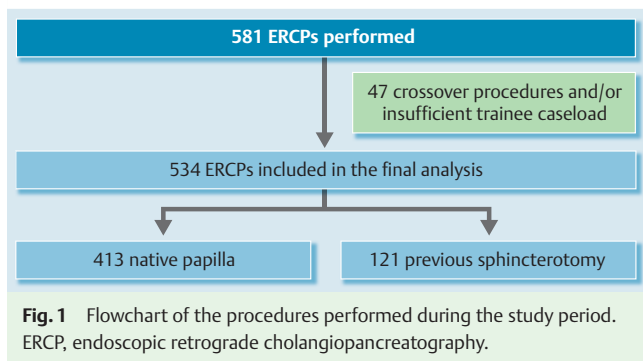 581 ERCPs performed
47 crossover procedures and/or
insufficient trainee caseload
534 ERCPs included in the final analysis
413 native papilla
121 previous sphincterotomy
Fig. 1 Flowchart of the procedures performed during the study period.
ERCP, endoscopic retrograde cholangiopancreatography.